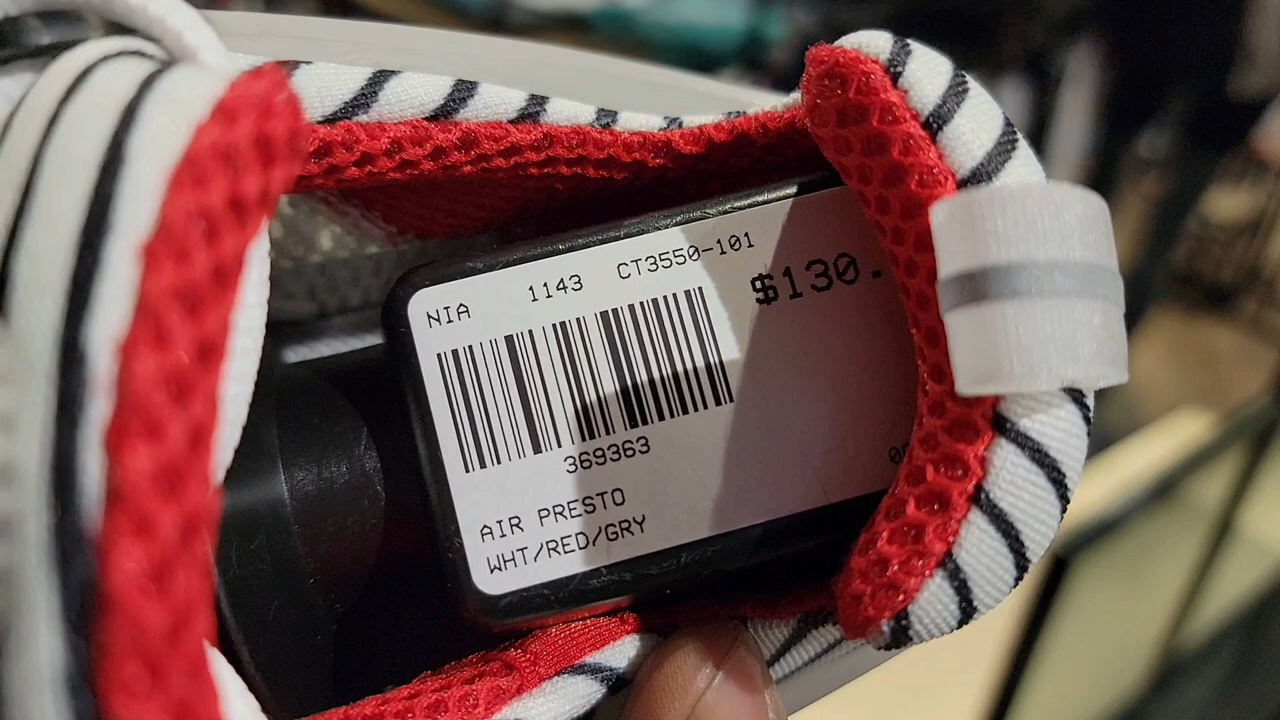 NIA 1143 CT3550-101
$130.
369363
AIR PRESTO
WHT/RED/GRY